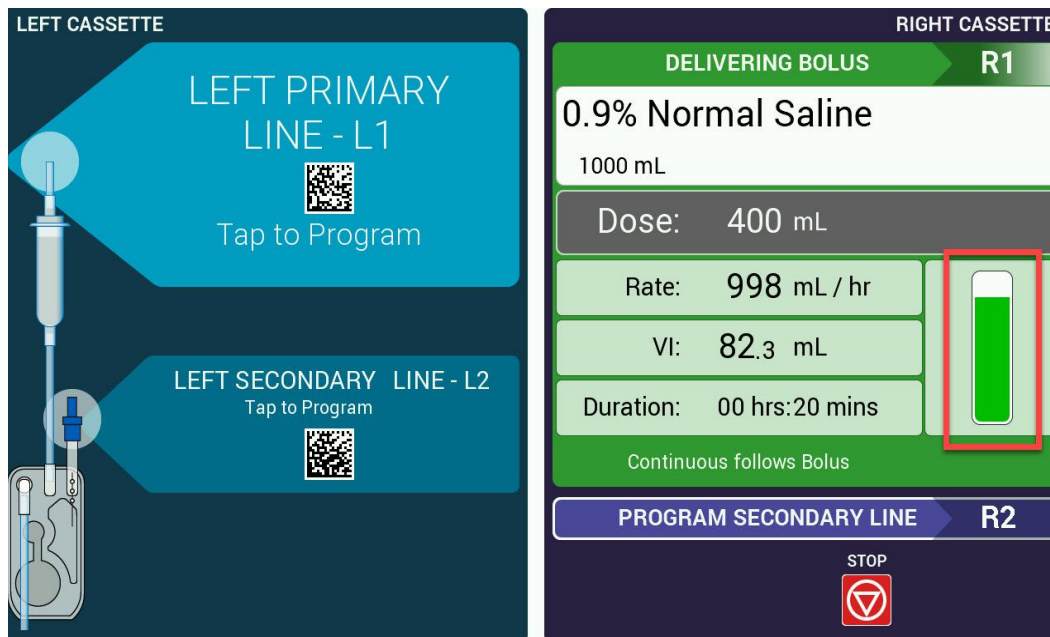 LEFT CASSETTE
LEFT PRIMARY
LINE - L1
Tap to Program
LEFT SECONDARY LINE - L2
Tap to Program
RIGHT CASSETTE
DELIVERING BOLUS R1
0.9% Normal Saline
1000 mL
Dose: 400 mL
Rate: 998 mL / hr
VI: 82.3 mL
Duration: 00 hrs:20 mins
Continuous follows Bolus
PROGRAM SECONDARY LINE R2
STOP